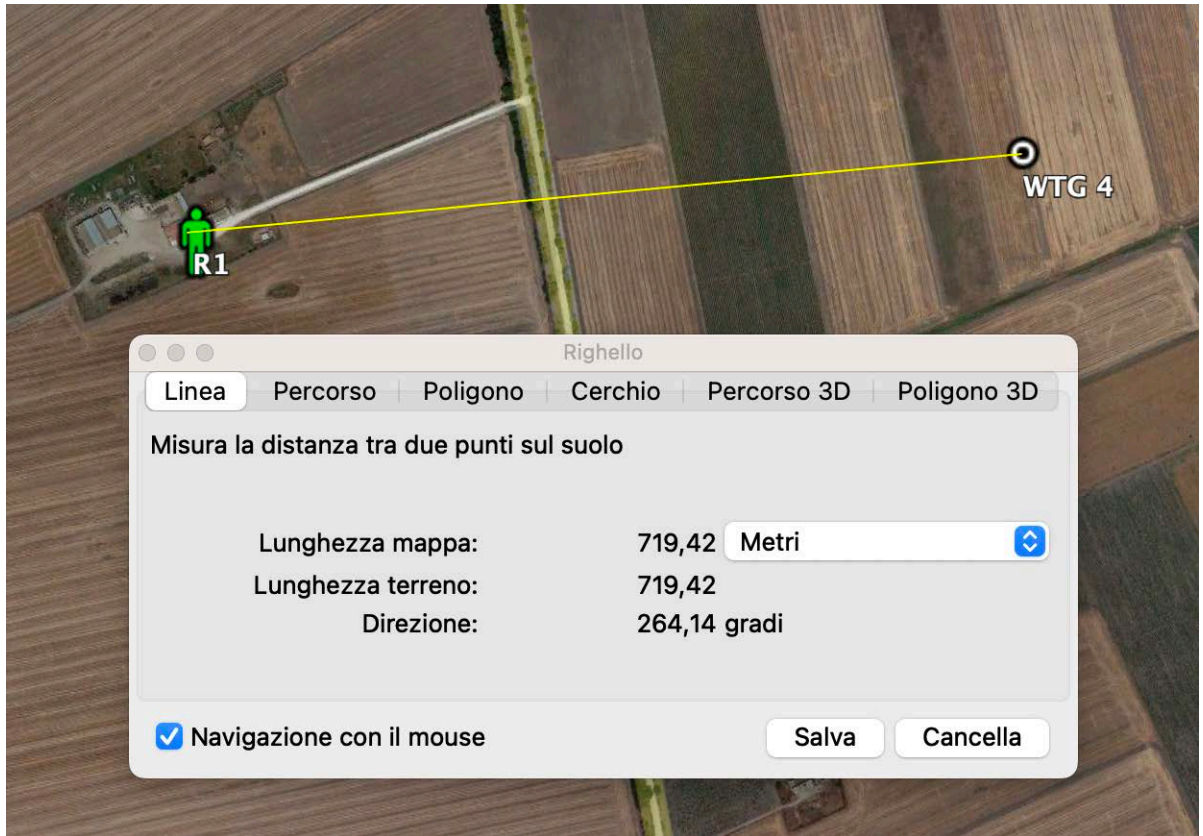 WTG 4
R1
Righello
Linea Percorso Poligono Cerchio Percorso 3D Poligono 3D
Misura la distanza tra due punti sul suolo
Lunghezza mappa: 719,42 Metri
Lunghezza terreno: 719,42
Direzione: 264,14 gradi
Navigazione con il mouse Salva Cancella